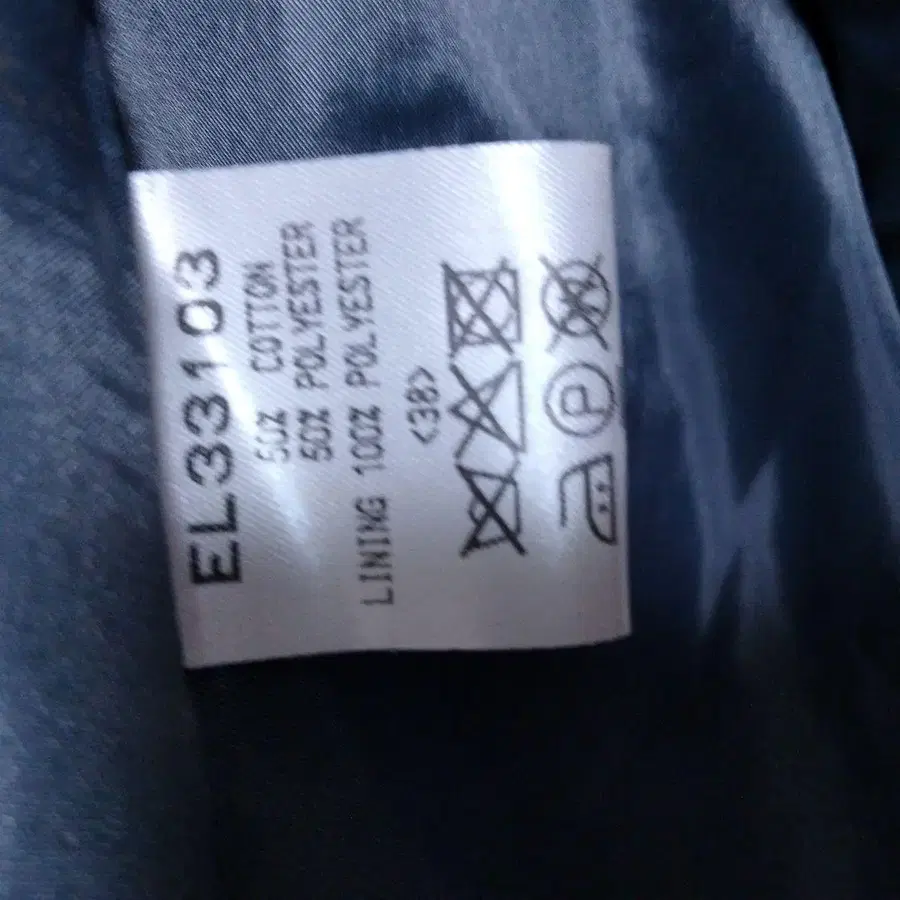 EL33103
50% COTTON
50% POLYESTER
LINING 100% POLYESTER
<38>
P